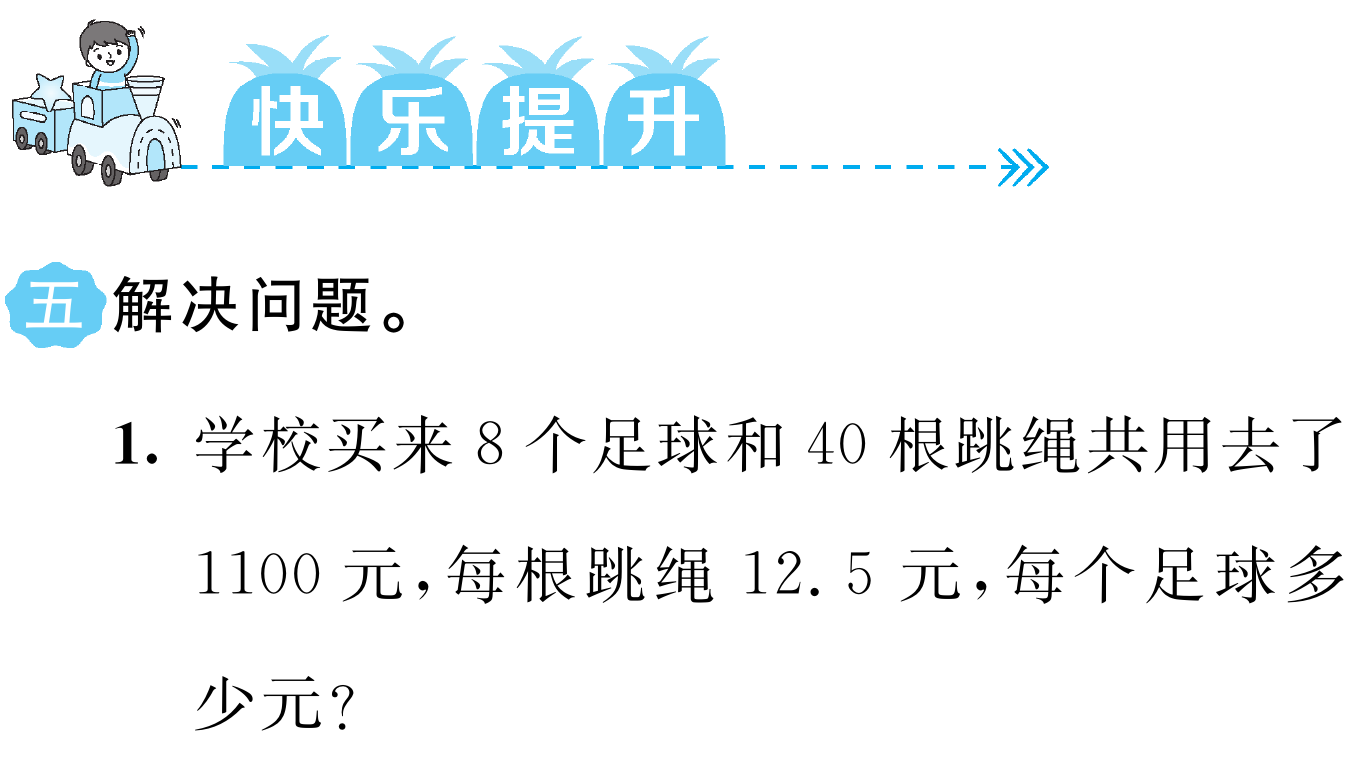 快乐提升
五 解决问题。
1. 学校买来 8 个足球和 40 根跳绳共用去了
1100 元,每根跳绳 12.5 元,每个足球多
少元?